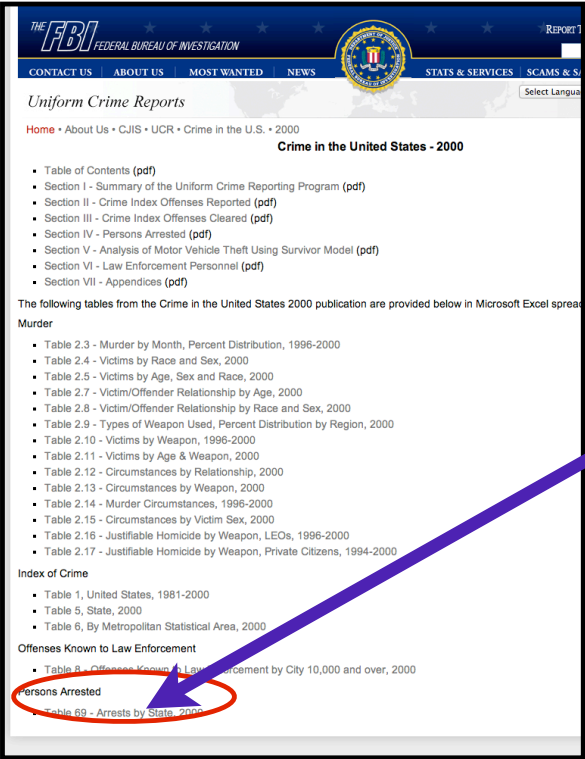 THE FBI FEDERAL BUREAU OF INVESTIGATION
REPORT
CONTACT US | ABOUT US | MOST WANTED | NEWS STATS & SERVICES | SCAMS &
Uniform Crime Reports
Select
Home • About Us • CJIS • UCR • Crime in the U.S. • 2000
Crime in the United States - 2000
Table of Contents (pdf)
Section I - Summary of the Uniform Crime Reporting Program (pdf)
Section II - Crime Index Offenses Reported (pdf)
Section III - Crime Index Offenses Cleared (pdf)
Section IV - Persons Arrested (pdf)
Section V - Analysis of Motor Vehicle Theft Using Survivor Model (pdf)
Section VI - Law Enforcement Personnel (pdf)
Section VII - Appendices (pdf)
The following tables from the Crime in the United States 2000 publication are provided below in Microsoft Excel
Murder
Table 2.3 - Murder by Month, Percent Distribution, 1996-2000
Table 2.4 - Victims by Race and Sex, 2000
Table 2.5 - Victims by Age, Sex and Race, 2000
Table 2.7 - Victim/Offender Relationship by Age, 2000
Table 2.8 - Victim/Offender Relationship by Race and Sex, 2000
Table 2.9 - Types of Weapon Used, Percent Distribution by Region, 2000
Table 2.10 - Victims by Weapon, 1996-2000
Table 2.11 - Victims by Age & Weapon, 2000
Table 2.12 - Circumstances by Relationship, 2000
Table 2.13 - Circumstances by Weapon, 2000
Table 2.14 - Murder Circumstances, 1996-2000
Table 2.15 - Circumstances by Victim Sex, 2000
Table 2.16 - Justifiable Homicide by Weapon, LEOs, 1996-2000
Table 2.17 - Justifiable Homicide by Weapon, Private Citizens, 1994-2000
Index of Crime
Table 1, United States, 1981-2000
Table 5, State, 2000
Table 6, By Metropolitan Statistical Area, 2000
Offenses Known to Law Enforcement
Table 8 - Offenses Known to Law Enforcement by City 10,000 and over, 2000
Persons Arrested
Table 69 - Arrests by State, 2000